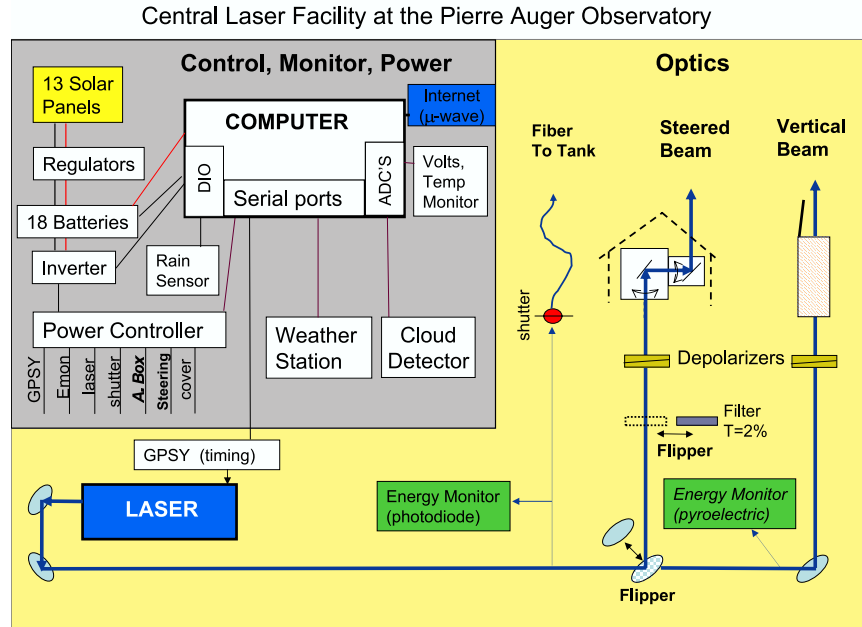 Central Laser Facility at the Pierre Auger Observatory
Control, Monitor, Power
Optics
13 Solar
Panels
Regulators
18 Batteries
Inverter
Power Controller
GPSY
Emon
laser
shutter
A. Box
Steering
cover
COMPUTER
DIO
Serial ports
ADC'S
Internet
(μ-wave)
Volts,
Temp
Monitor
Rain
Sensor
Weather
Station
Cloud
Detector
GPSY (timing)
LASER
Fiber
To Tank
Steered
Beam
Vertical
Beam
shutter
Depolarizers
Filter
T=2%
Flipper
Energy Monitor
(photodiode)
Energy Monitor
(pyroelectric)
Flipper